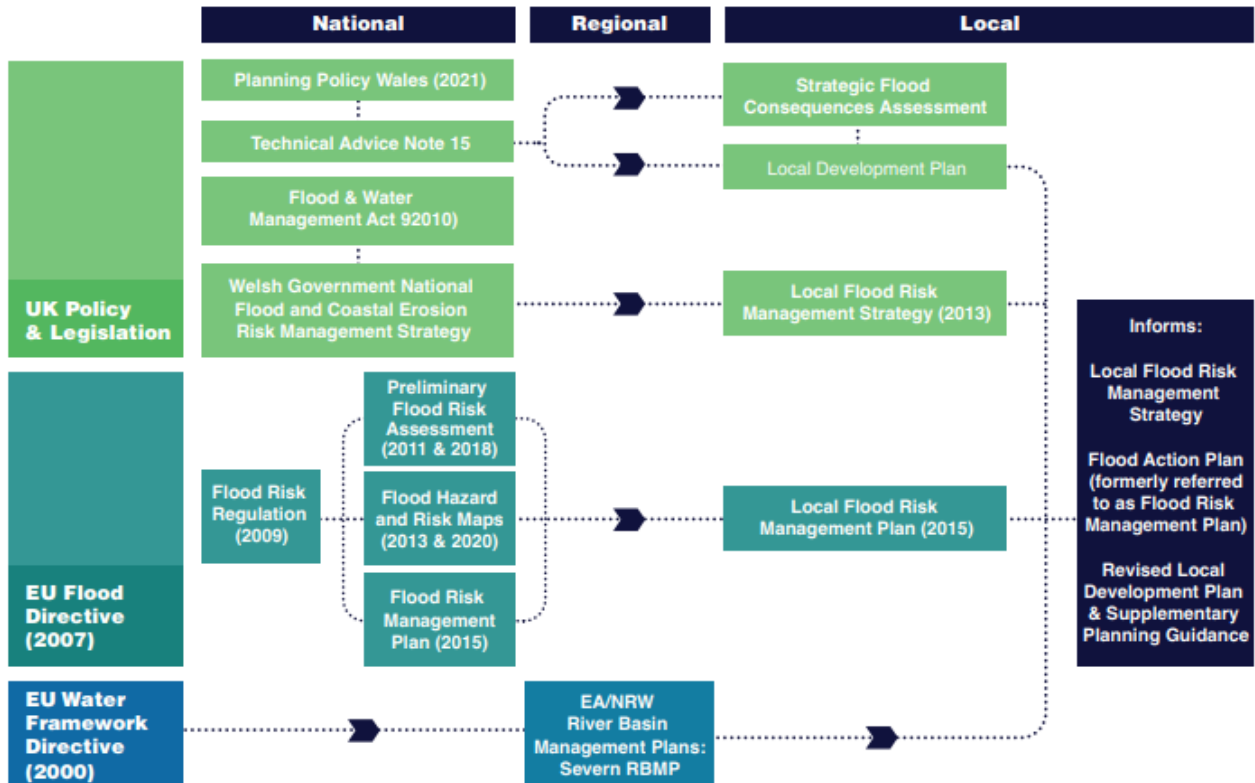 National
Regional
Local
Planning Policy Wales (2021)
Technical Advice Note 15
Flood & Water
Management Act 92010)
Welsh Government National
Flood and Coastal Erosion
Risk Management Strategy
Strategic Flood
Consequences Assessment
Local Development Plan
Local Flood Risk
Management Strategy (2013)
UK Policy
& Legislation
Preliminary
Flood Risk
Assessment
(2011 & 2018)
Flood Risk
Regulation
(2009)
Flood Hazard
and Risk Maps
(2013 & 2020)
Flood Risk
Management
Plan (2015)
Local Flood Risk
Management Plan (2015)
EU Flood
Directive
(2007)
EU Water
Framework
Directive
(2000)
EA/NRW
River Basin
Management Plans:
Severn RBMP
Informs:
Local Flood Risk
Management
Strategy
Flood Action Plan
(formerly referred
to as Flood Risk
Management Plan)
Revised Local
Development Plan
& Supplementary
Planning Guidance